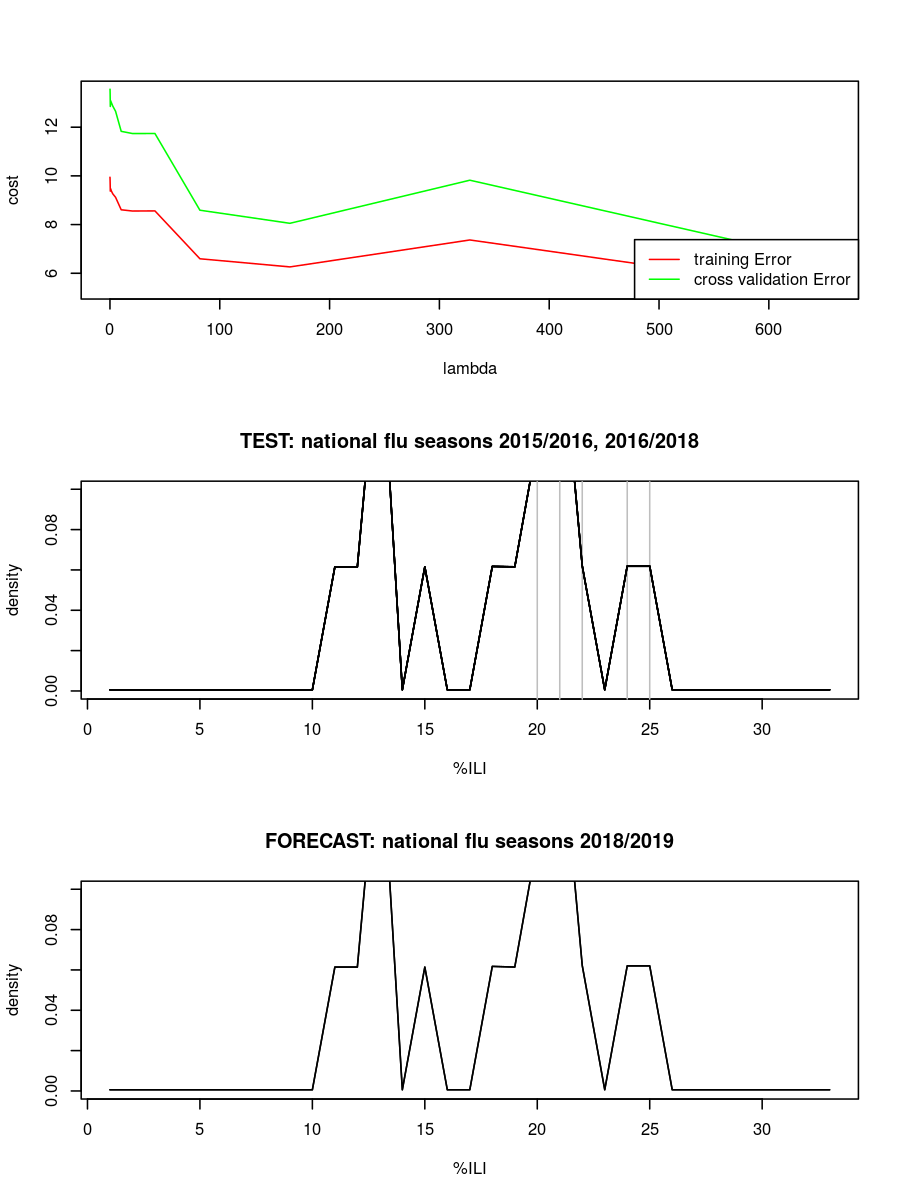 12
10
8
6
cost
training Error
cross validation Error
0 100 200 300 400 500 600
lambda
TEST: national flu seasons 2015/2016, 2016/2018
0.08
0.04
0.00
density
0 5 10 15 20 25 30
%ILI
FORECAST: national flu seasons 2018/2019
0.08
0.04
0.00
density
0 5 10 15 20 25 30
%ILI